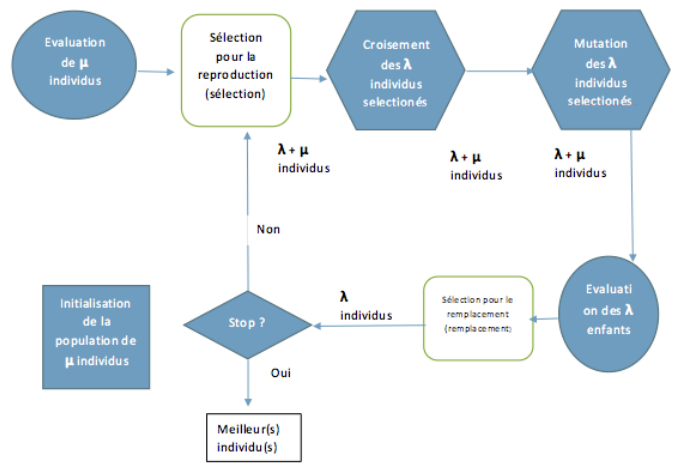 Evaluation
de μ
individus
Sélection
pour la
reproduction
(sélection)
Croisement
des λ
individus
selectionés
Mutation
des λ
individus
selectionés
λ + μ
individus
λ + μ
individus
λ + μ
individus
Non
Initialisation
de la
population de
μ individus
Stop ?
λ
individus
Sélection pour le
remplacement
(remplacement)
Evaluati
on des λ
enfants
Oui
Meilleur(s)
individu(s)